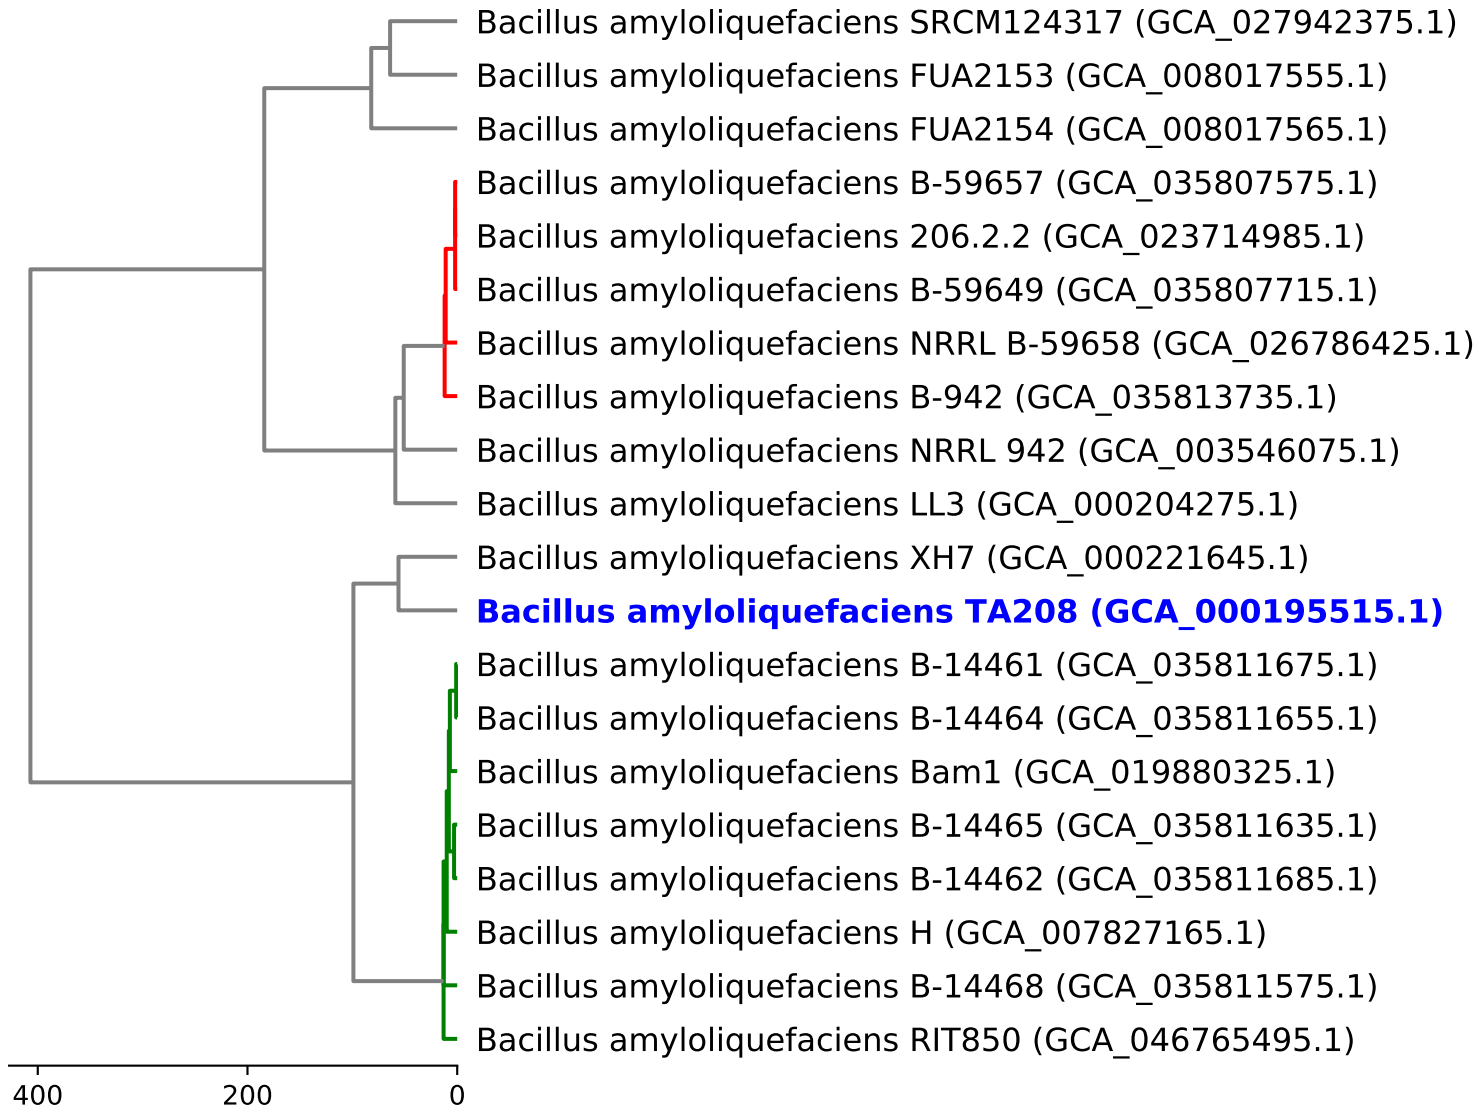 Bacillus amyloliquefaciens SRCM124317 (GCA_027942375.1)
Bacillus amyloliquefaciens FUA2153 (GCA_008017555.1)
Bacillus amyloliquefaciens FUA2154 (GCA_008017565.1)
Bacillus amyloliquefaciens B-59657 (GCA_035807575.1)
Bacillus amyloliquefaciens 206.2.2 (GCA_023714985.1)
Bacillus amyloliquefaciens B-59649 (GCA_035807715.1)
Bacillus amyloliquefaciens NRRL B-59658 (GCA_026786425.1)
Bacillus amyloliquefaciens B-942 (GCA_035813735.1)
Bacillus amyloliquefaciens NRRL 942 (GCA_003546075.1)
Bacillus amyloliquefaciens LL3 (GCA_000204275.1)
Bacillus amyloliquefaciens XH7 (GCA_000221645.1)
Bacillus amyloliquefaciens TA208 (GCA_000195515.1)
Bacillus amyloliquefaciens B-14461 (GCA_035811675.1)
Bacillus amyloliquefaciens B-14464 (GCA_035811655.1)
Bacillus amyloliquefaciens Bam1 (GCA_019880325.1)
Bacillus amyloliquefaciens B-14465 (GCA_035811635.1)
Bacillus amyloliquefaciens B-14462 (GCA_035811685.1)
Bacillus amyloliquefaciens H (GCA_007827165.1)
Bacillus amyloliquefaciens B-14468 (GCA_035811575.1)
Bacillus amyloliquefaciens RIT850 (GCA_046765495.1)
400 200 0